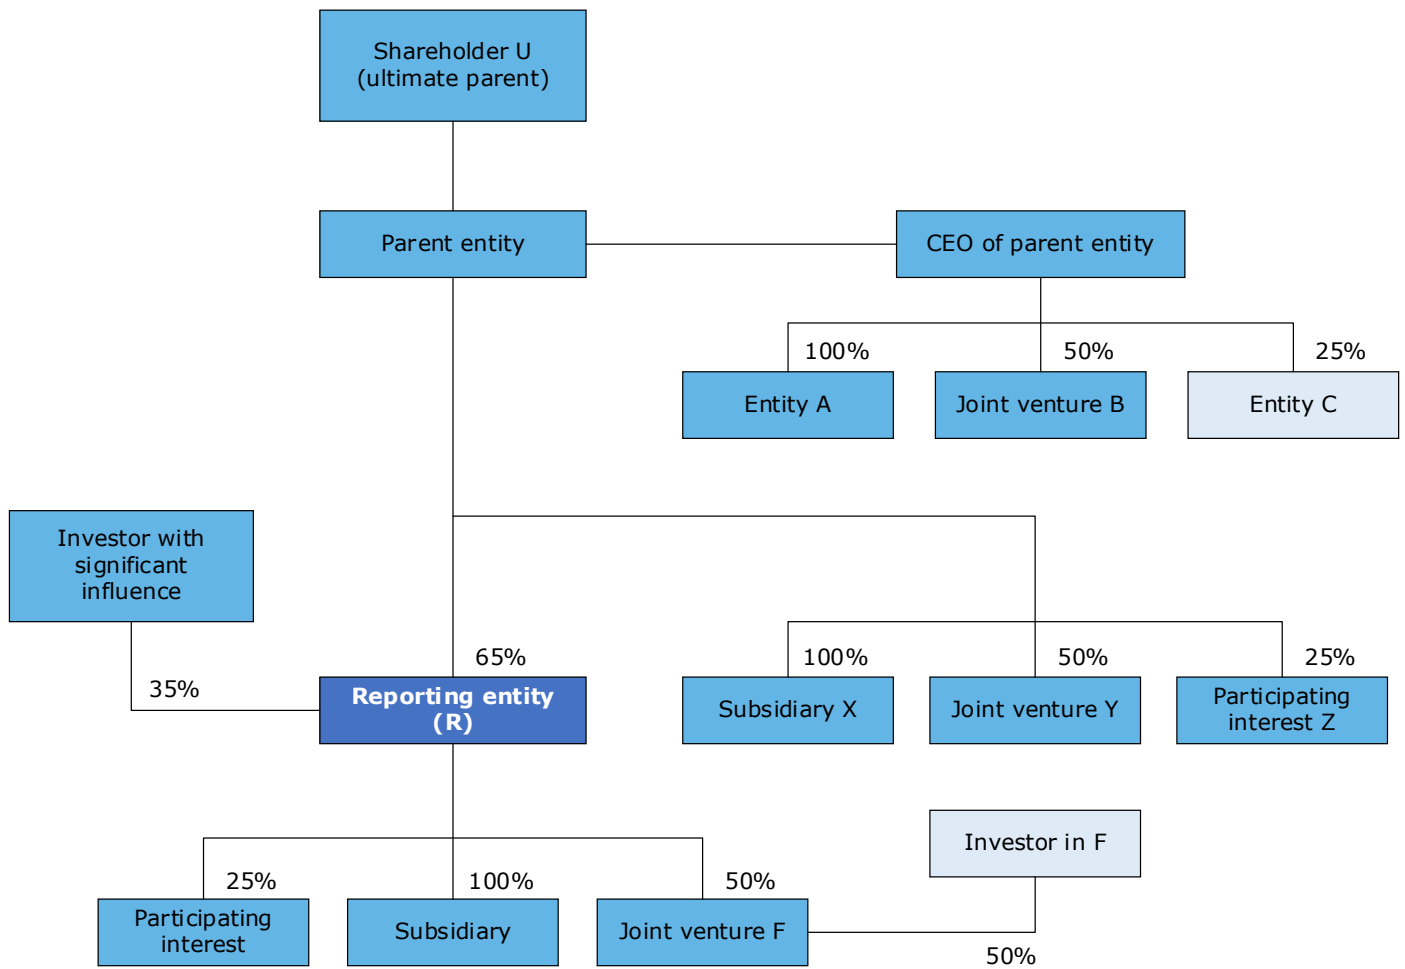 Shareholder U
(ultimate parent)
Parent entity
CEO of parent entity
100%
50%
25%
Entity A
Joint venture B
Entity C
Investor with
significant
influence
65%
100%
50%
25%
35%
Reporting entity
(R)
Subsidiary X
Joint venture Y
Participating
interest Z
Investor in F
25%
100%
50%
Participating
interest
Subsidiary
Joint venture F
50%